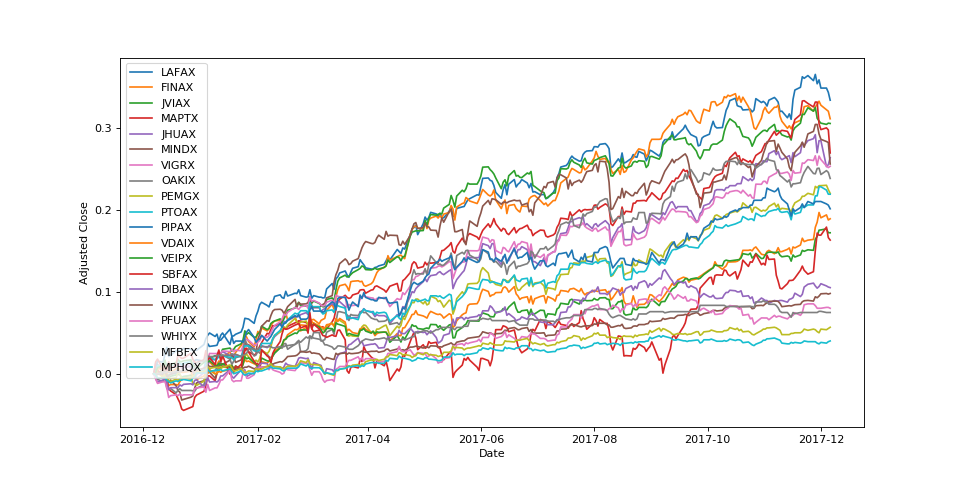 LAFAX
FINAX
JVIAX
MAPTX
JHUAX
MINDX
VIGRX
OAKIX
PEMGX
PTOAX
PIPAX
VDAIX
VEIPX
SBFAX
DIBAX
VWINX
PFUAX
WHIYX
MFBFX
MPHQX
0.3
0.2
0.1
0.0
Adjusted Close
2016-12 2017-02 2017-04 2017-06 2017-08 2017-10 2017-12
Date